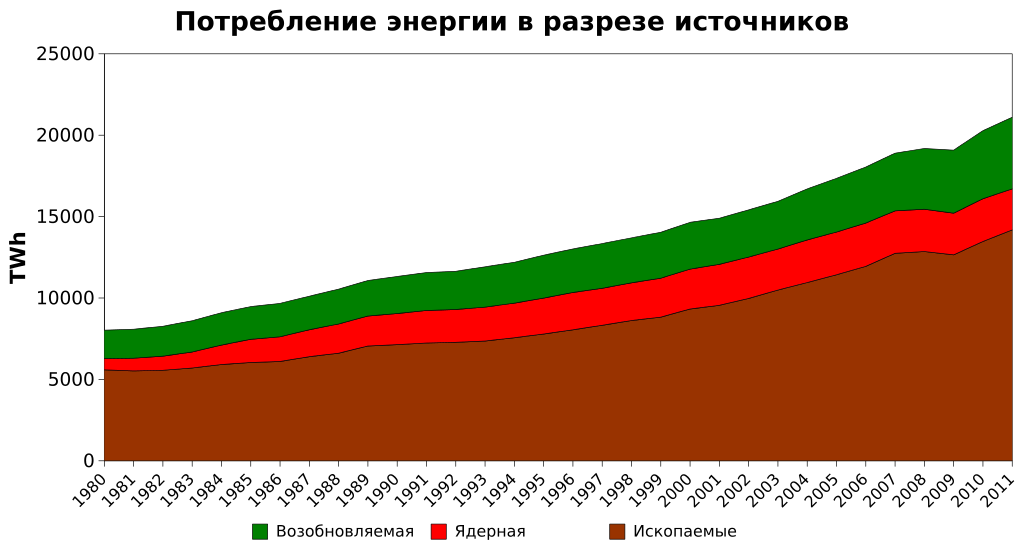 Потребление энергии в разрезе источников
25000
20000
15000
10000
5000
0
TWh
1980 1981 1982 1983 1984 1985 1986 1987 1988 1989 1990 1991 1992 1993 1994 1995 1996 1997 1998 1999 2000 2001 2002 2003 2004 2005 2006 2007 2008 2009 2010 2011
Возобновляемая Ядерная Ископаемые